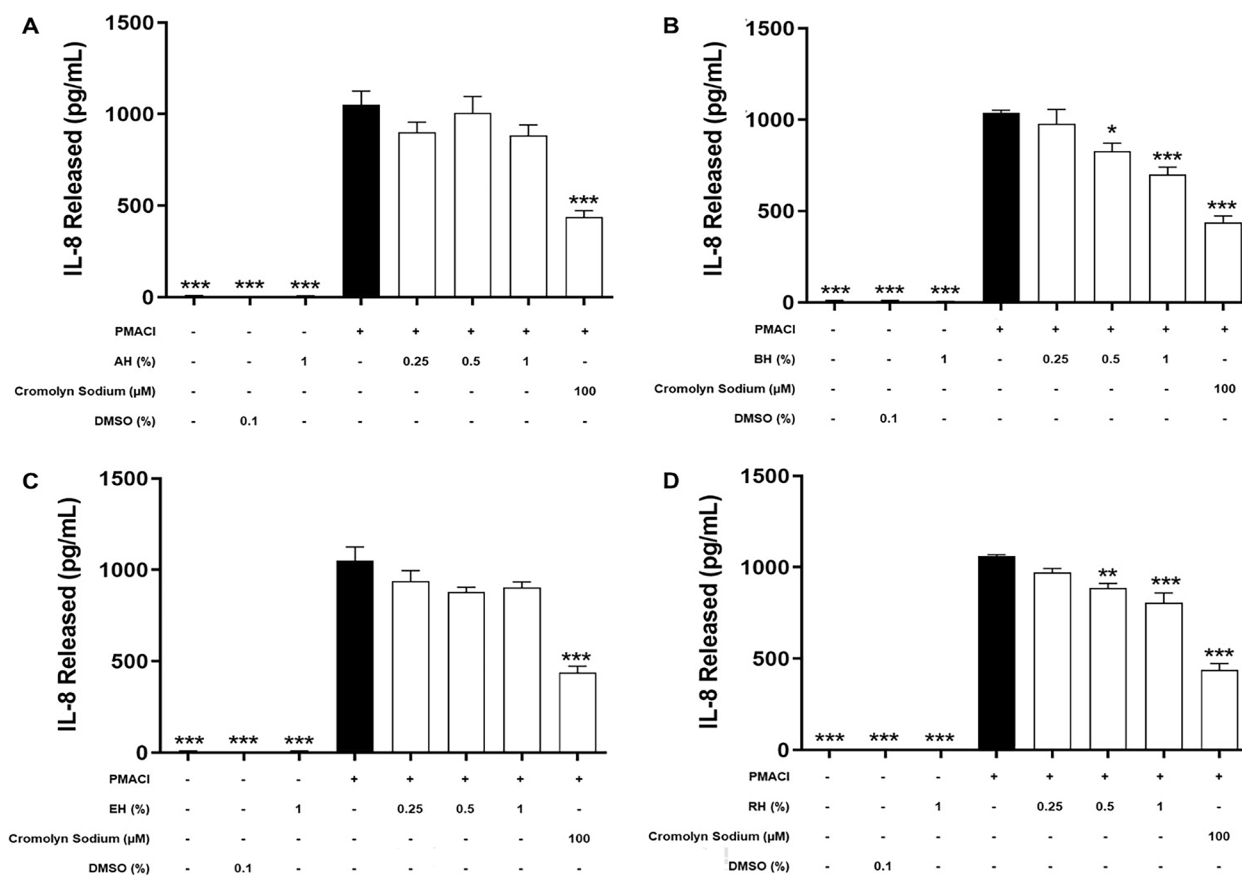 A
1500
1000
500
0
IL-8 Released (pg/mL)
*** *** *** ***
PMACI - - - + + + + +
AH (%) - - 1 - 0.25 0.5 1 -
Cromolyn Sodium (µM) - - - - - - - 100
DMSO (%) - 0.1 - - - - - -
B
1500
1000
500
0
IL-8 Released (pg/mL)
*** *** *** * *** ***
PMACI - - - + + + + +
BH (%) - - 1 - 0.25 0.5 1 -
Cromolyn Sodium (µM) - - - - - - - 100
DMSO (%) - 0.1 - - - - - -
C
1500
1000
500
0
IL-8 Released (pg/mL)
*** *** *** ***
PMACI - - - + + + + +
EH (%) - - 1 - 0.25 0.5 1 -
Cromolyn Sodium (µM) - - - - - - - 100
DMSO (%) - 0.1 - - - - - -
D
1500
1000
500
0
IL-8 Released (pg/mL)
*** *** *** ** *** ***
PMACI - - - + + + + +
RH (%) - - 1 - 0.25 0.5 1 -
Cromolyn Sodium (µM) - - - - - - - 100
DMSO (%) - 0.1 - - - - - -